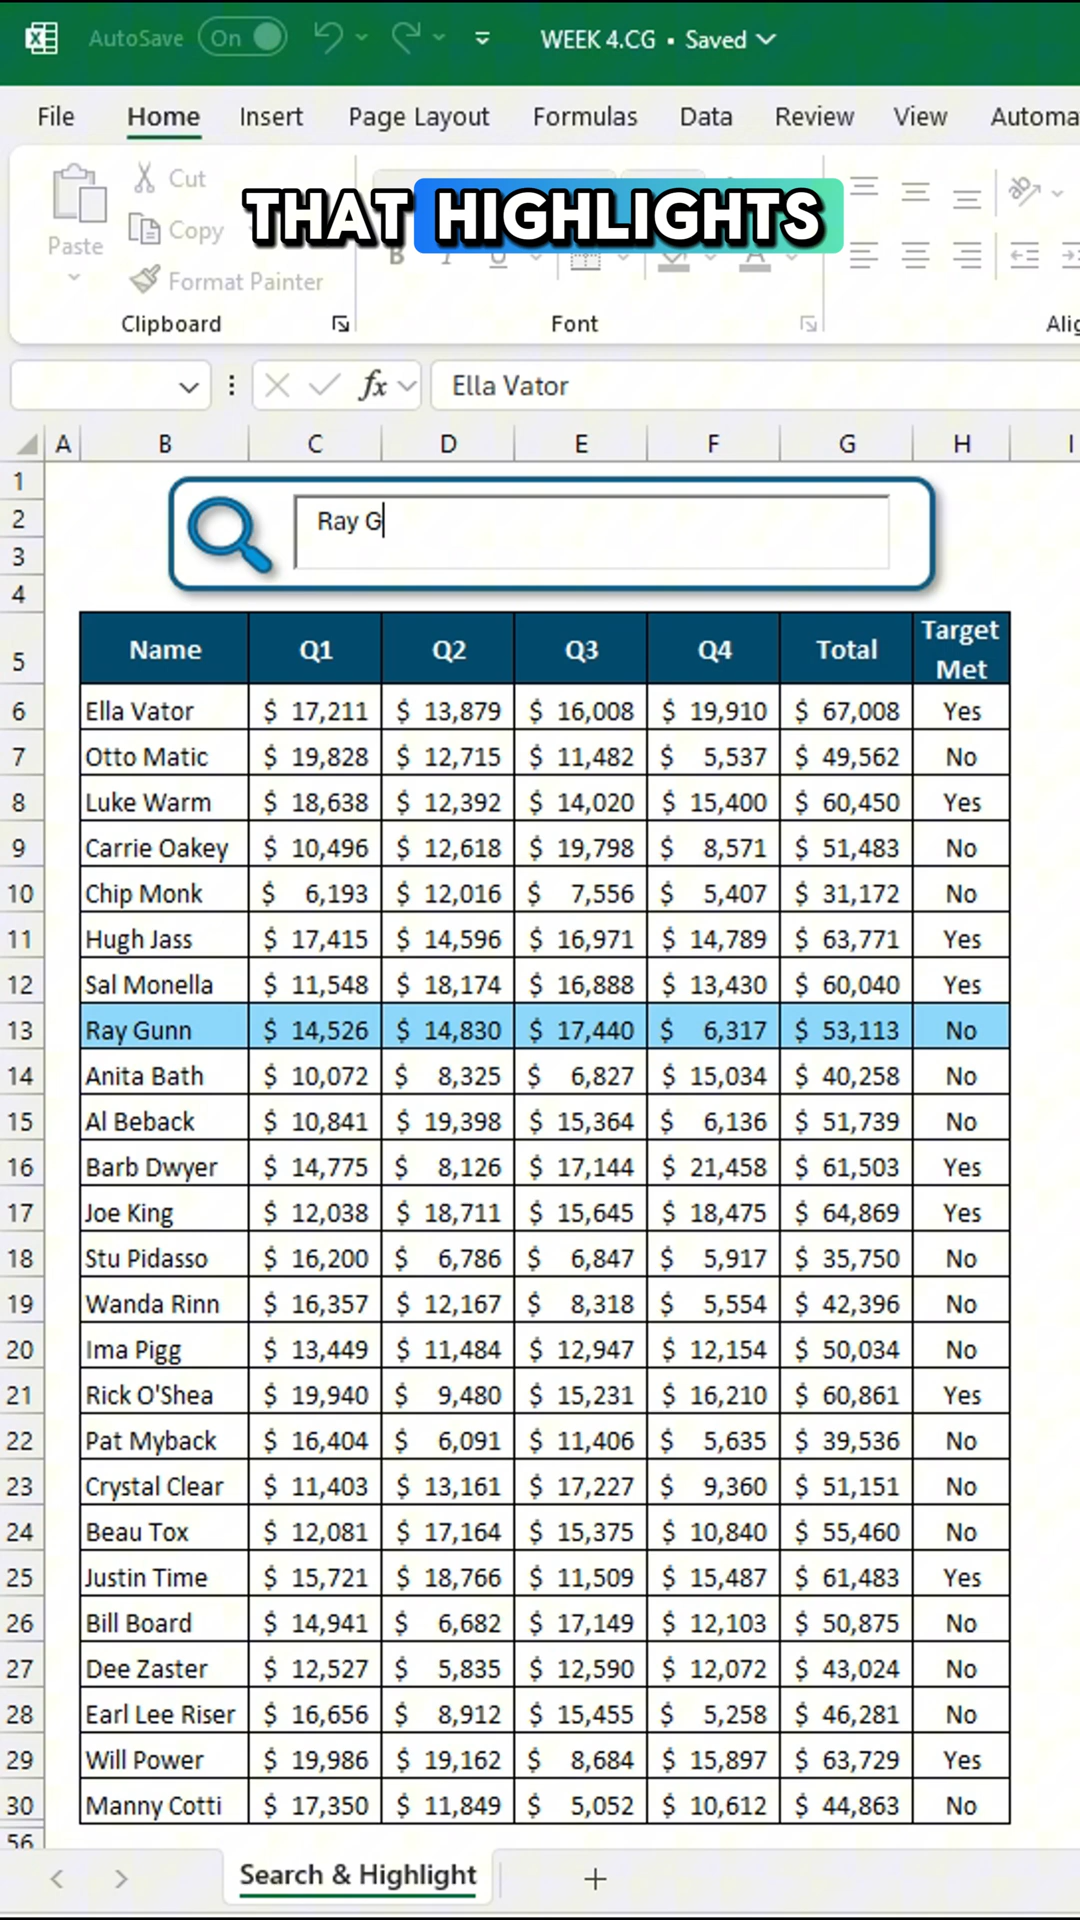 AutoSave On WEEK 4.CG • Saved
File Home Insert Page Layout Formulas Data Review View Automa
Cut
Copy
Paste
Format Painter
THAT HIGHLIGHTS
B I U A ab
Clipboard Font Alig
fx Ella Vator
A B C D E F G H I
1
2 Ray G
3
4
5 Name Q1 Q2 Q3 Q4 Total Target Met
6 Ella Vator $ 17,211 $ 13,879 $ 16,008 $ 19,910 $ 67,008 Yes
7 Otto Matic $ 19,828 $ 12,715 $ 11,482 $ 5,537 $ 49,562 No
8 Luke Warm $ 18,638 $ 12,392 $ 14,020 $ 15,400 $ 60,450 Yes
9 Carrie Oakey $ 10,496 $ 12,618 $ 19,798 $ 8,571 $ 51,483 No
10 Chip Monk $ 6,193 $ 12,016 $ 7,556 $ 5,407 $ 31,172 No
11 Hugh Jass $ 17,415 $ 14,596 $ 16,971 $ 14,789 $ 63,771 Yes
12 Sal Monella $ 11,548 $ 18,174 $ 16,888 $ 13,430 $ 60,040 Yes
13 Ray Gunn $ 14,526 $ 14,830 $ 17,440 $ 6,317 $ 53,113 No
14 Anita Bath $ 10,072 $ 8,325 $ 6,827 $ 15,034 $ 40,258 No
15 Al Beback $ 10,841 $ 19,398 $ 15,364 $ 6,136 $ 51,739 No
16 Barb Dwyer $ 14,775 $ 8,126 $ 17,144 $ 21,458 $ 61,503 Yes
17 Joe King $ 12,038 $ 18,711 $ 15,645 $ 18,475 $ 64,869 Yes
18 Stu Pidasso $ 16,200 $ 6,786 $ 6,847 $ 5,917 $ 35,750 No
19 Wanda Rinn $ 16,357 $ 12,167 $ 8,318 $ 5,554 $ 42,396 No
20 Ima Pigg $ 13,449 $ 11,484 $ 12,947 $ 12,154 $ 50,034 No
21 Rick O'Shea $ 19,940 $ 9,480 $ 15,231 $ 16,210 $ 60,861 Yes
22 Pat Myback $ 16,404 $ 6,091 $ 11,406 $ 5,635 $ 39,536 No
23 Crystal Clear $ 11,403 $ 13,161 $ 17,227 $ 9,360 $ 51,151 No
24 Beau Tox $ 12,081 $ 17,164 $ 15,375 $ 10,840 $ 55,460 No
25 Justin Time $ 15,721 $ 18,766 $ 11,509 $ 15,487 $ 61,483 Yes
26 Bill Board $ 14,941 $ 6,682 $ 17,149 $ 12,103 $ 50,875 No
27 Dee Zaster $ 12,527 $ 5,835 $ 12,590 $ 12,072 $ 43,024 No
28 Earl Lee Riser $ 16,656 $ 8,912 $ 15,455 $ 5,258 $ 46,281 No
29 Will Power $ 19,986 $ 19,162 $ 8,684 $ 15,897 $ 63,729 Yes
30 Manny Cotti $ 17,350 $ 11,849 $ 5,052 $ 10,612 $ 44,863 No
56
Search & Highlight